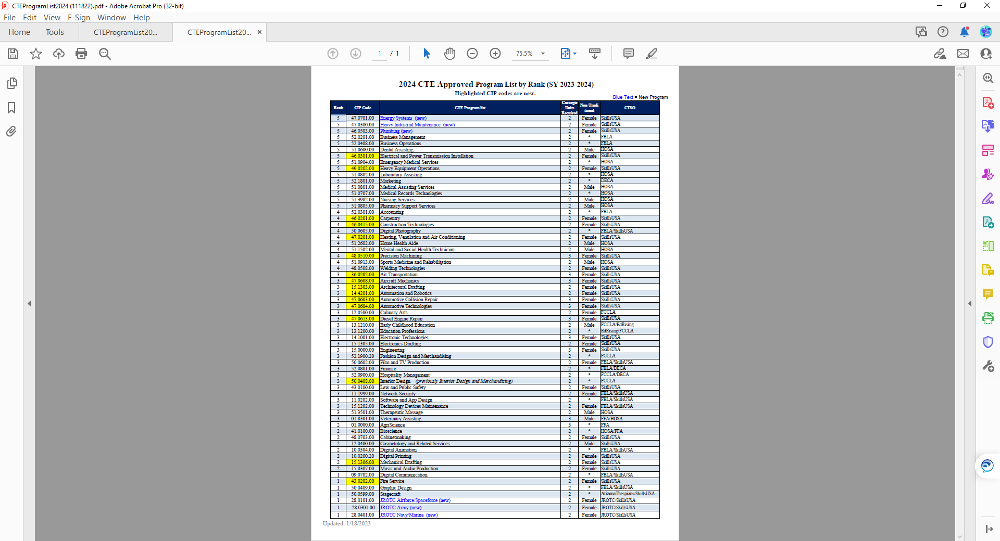 CTEProgramList2024 (111822).pdf - Adobe Acrobat Pro (32-bit)
File Edit View E-Sign Window Help
Home Tools CTEProgramList20... CTEProgramList20... ×
1 / 1 75.5%
2024 CTE Approved Program List by Rank (SY 2023-2024)
Highlighted CIP codes are new.
Blue Text = New Program
Rank CIP Code CTE Program list Carnegie Units Required Non-Traditional CTSO
5 47.0701.00 Energy Systems (new) 2 Female SkillsUSA
5 47.0300.00 Heavy Industrial Maintenance (new) 2 Female SkillsUSA
5 46.0503.00 Plumbing (new) 2 Female SkillsUSA
5 52.0201.00 Business Management 2 * FBLA
5 52.0408.00 Business Operations 2 * FBLA
5 51.0600.00 Dental Assisting 2 Male HOSA
5 46.0301.00 Electrical and Power Transmission Installation 2 Female SkillsUSA
5 51.0904.00 Emergency Medical Services 2 * HOSA
5 49.0202.00 Heavy Equipment Operations 2 Female SkillsUSA
5 51.0802.00 Laboratory Assisting 2 * HOSA
5 52.1801.00 Marketing 2 * DECA
5 51.0801.00 Medical Assisting Services 2 Male HOSA
5 51.0707.00 Medical Records Technologies 2 * HOSA
5 51.3902.00 Nursing Services 2 Male HOSA
5 51.0805.00 Pharmacy Support Services 2 Male HOSA
4 52.0301.00 Accounting 2 * FBLA
4 46.0201.00 Carpentry 2 Female SkillsUSA
4 46.0415.00 Construction Technologies 2 Female SkillsUSA
4 50.0605.00 Digital Photography 2 * FBLA/SkillsUSA
4 47.0201.00 Heating, Ventilation and Air Conditioning 2 Female SkillsUSA
4 51.2602.00 Home Health Aide 2 Male HOSA
4 51.1502.00 Mental and Social Health Technician 2 Male HOSA
4 48.0510.00 Precision Machining 3 Female SkillsUSA
4 51.0913.00 Sports Medicine and Rehabilitation 2 Male HOSA
4 48.0508.00 Welding Technologies 2 Female SkillsUSA
3 36.0202.00 Air Transportation 3 Female SkillsUSA
3 47.0608.00 Aircraft Mechanics 3 Female SkillsUSA
3 15.1303.00 Architectural Drafting 2 Female SkillsUSA
3 14.4201.00 Automation and Robotics 2 Female SkillsUSA
3 47.0603.00 Automotive Collision Repair 3 Female SkillsUSA
3 47.0604.00 Automotive Technologies 3 Female SkillsUSA
3 12.0500.00 Culinary Arts 2 Female FCCLA
3 47.0613.00 Diesel Engine Repair 3 Female SkillsUSA
3 13.1210.00 Early Childhood Education 2 Male FCCLA/EdRising
3 13.1200.00 Education Professions 2 * EdRising/FCCLA
3 14.1001.00 Electronic Technologies 3 Female SkillsUSA
3 15.1305.00 Electronics Drafting 2 Female SkillsUSA
3 15.0000.00 Engineering 3 Female SkillsUSA
3 52.1900.20 Fashion Design and Merchandising 2 * FCCLA
3 50.0602.00 Film and TV Production 2 Female FBLA/SkillsUSA
3 52.0801.00 Finance 2 * FBLA/DECA
3 52.0900.00 Hospitality Management 2 * FCCLA/DECA
3 50.0408.00 Interior Design (previously Interior Design and Merchandising) 2 * FCCLA
3 43.0100.00 Law and Public Safety 2 Female SkillsUSA
3 11.1999.00 Network Security 2 Female FBLA/SkillsUSA
3 11.0202.00 Software and App Design 2 * FBLA/SkillsUSA
3 15.1202.00 Technology Devices Maintenance 2 Female FBLA/SkillsUSA
3 51.3501.00 Therapeutic Massage 2 Male HOSA
3 01.8301.00 Veterinary Assisting 3 Male FFA/HOSA
2 01.0000.00 AgriScience 3 * FFA
2 41.0100.00 Bioscience 2 * HOSA/FFA
2 48.0703.00 Cabinetmaking 2 Female SkillsUSA
2 12.0400.00 Cosmetology and Related Services 2 Male SkillsUSA
2 10.0304.00 Digital Animation 2 * FBLA/SkillsUSA
2 10.0200.20 Digital Printing 2 Female SkillsUSA
2 15.1306.00 Mechanical Drafting 2 Female SkillsUSA
2 15.0307.00 Music and Audio Production 2 Female SkillsUSA
1 09.0702.00 Digital Communication 2 * FBLA/SkillsUSA
1 43.0202.00 Fire Service 2 Female SkillsUSA
1 50.0409.00 Graphic Design 2 * FBLA/SkillsUSA
1 50.0599.00 Stagecraft 2 * ArizonaThespians/SkillsUSA
1 28.0101.00 JROTC Airforce/Spaceforce (new) 2 Female JROTC/SkillsUSA
1 28.0301.00 JROTC Army (new) 2 Female JROTC/SkillsUSA
1 28.0401.00 JROTC Navy/Marine (new) 2 Female JROTC/SkillsUSA
Updated: 1/18/2023